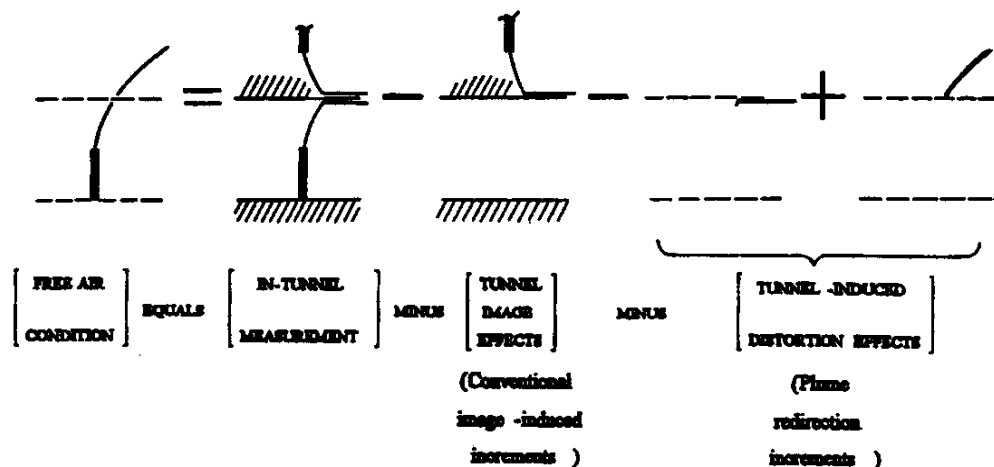 FREE AIR CONDITION EQUALS IN-TUNNEL MEASUREMENT MINUS TUNNEL IMAGE EFFECTS MINUS TUNNEL -INDUCED DISTORTION EFFECTS
(Conventional
image -induced
increments )
(Plume
redirection
increments )